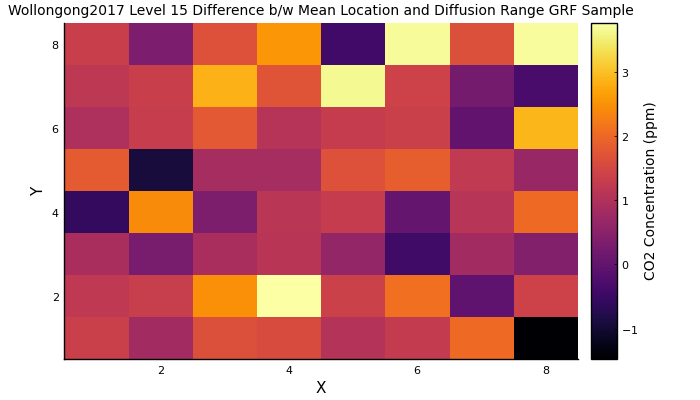 Wollongong2017 Level 15 Difference b/w Mean Location and Diffusion Range GRF Sample
8
6
4
2
Y
2 4 6 8
X
3
2
1
0
−1
CO2 Concentration (ppm)